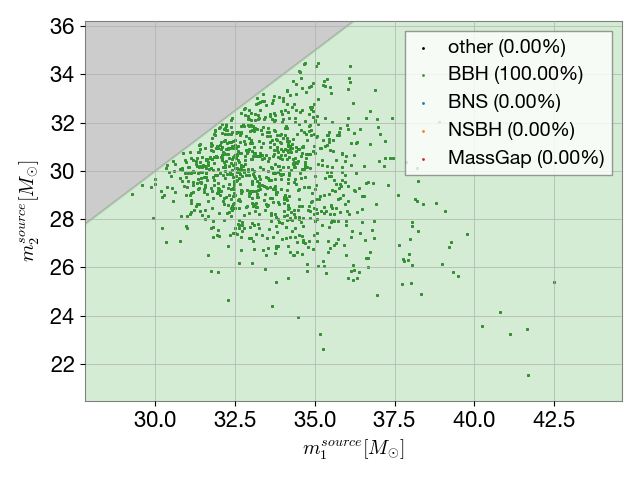 36
34
32
30
28
26
24
22
30.0 32.5 35.0 37.5 40.0 42.5
m_1^{source}[M_⊙]
m_2^{source}[M_⊙]
other (0.00%)
BBH (100.00%)
BNS (0.00%)
NSBH (0.00%)
MassGap (0.00%)